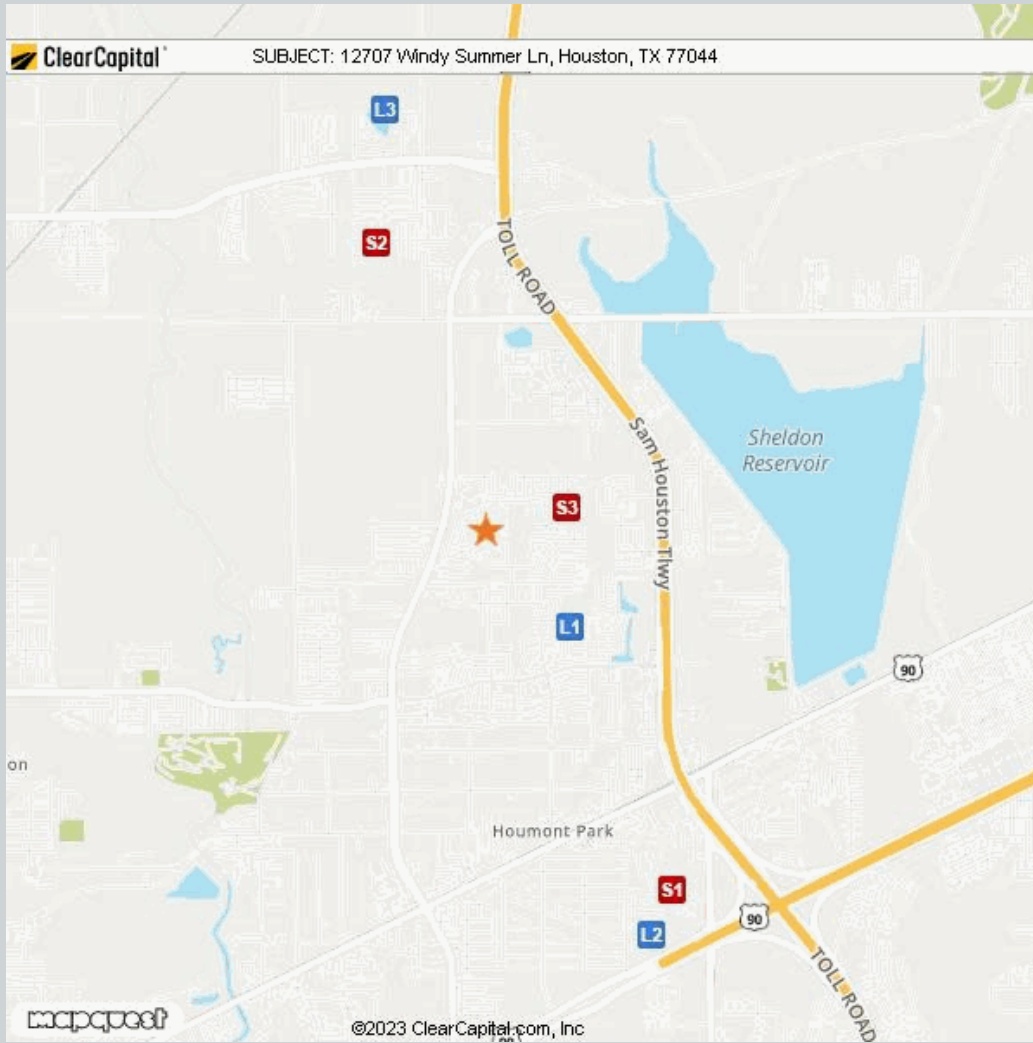 ClearCapital
SUBJECT: 12707 Windy Summer Ln, Houston, TX 77044
L3
S2
TOLL ROAD
Sam Houston Tlwy
Sheldon
Reservoir
S3
L1
90
on
Houmont Park
S1
90
L2
TOLL ROAD
mapquest
©2023 ClearCapital.com, Inc
90